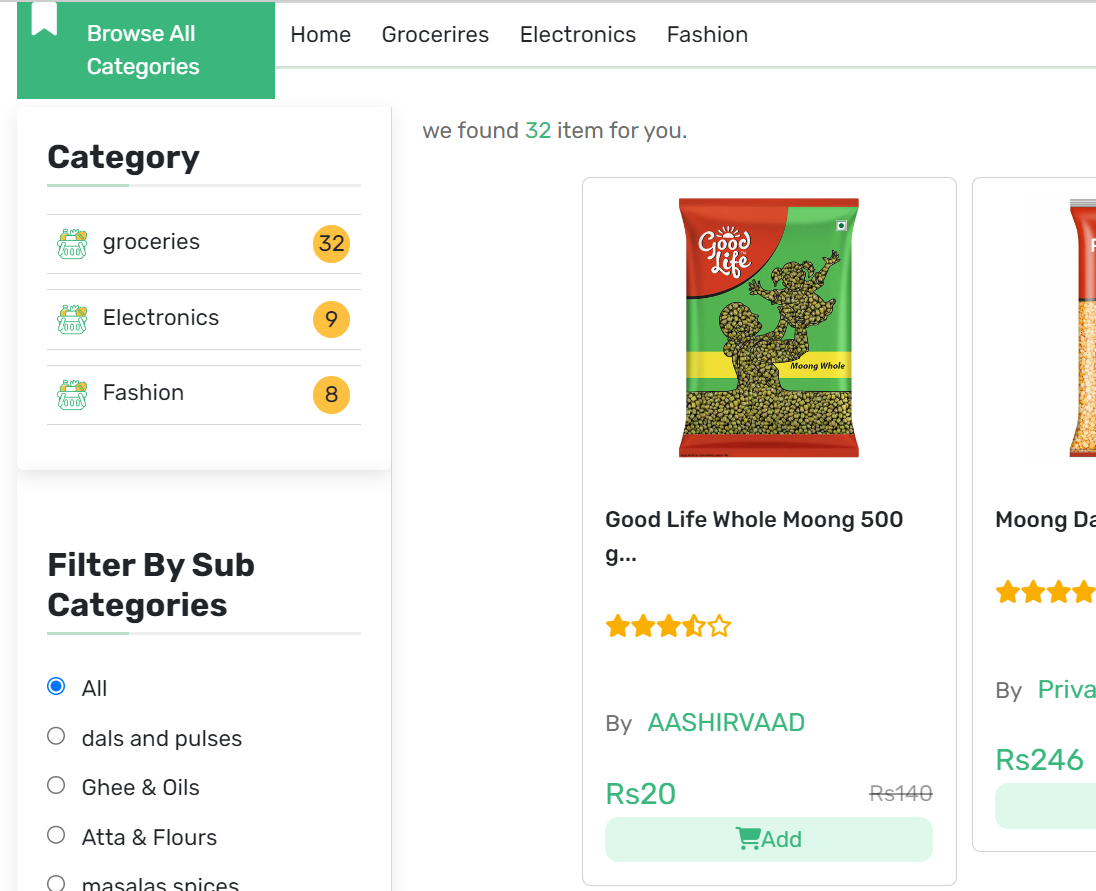 Browse All
Categories
Home Grocerires Electronics Fashion
Category
groceries 32
Electronics 9
Fashion 8
Filter By Sub
Categories
All
dals and pulses
Ghee & Oils
Atta & Flours
masalas spices
we found 32 item for you.
Good
Life
Moong Whole
Good Life Whole Moong 500
g...
By AASHIRVAAD
Rs20 Rs140
Add
Moong Da
By Priva
Rs246